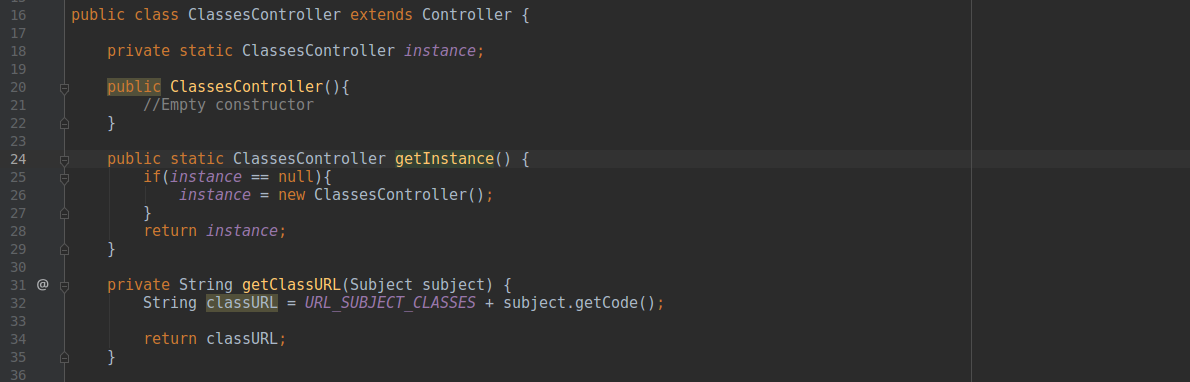 16 public class ClassesController extends Controller {
17
18     private static ClassesController instance;
19
20     public ClassesController(){
21         //Empty constructor
22     }
23
24     public static ClassesController getInstance() {
25         if(instance == null){
26             instance = new ClassesController();
27         }
28         return instance;
29     }
30
31 @     private String getClassURL(Subject subject) {
32         String classURL = URL_SUBJECT_CLASSES + subject.getCode();
33
34         return classURL;
35     }
36